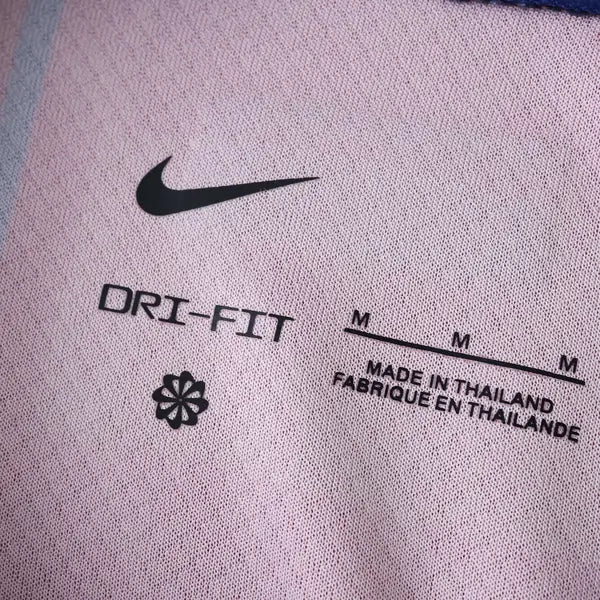 DRI-FIT
M M M
MADE IN THAILAND
FABRIQUE EN THAILANDE